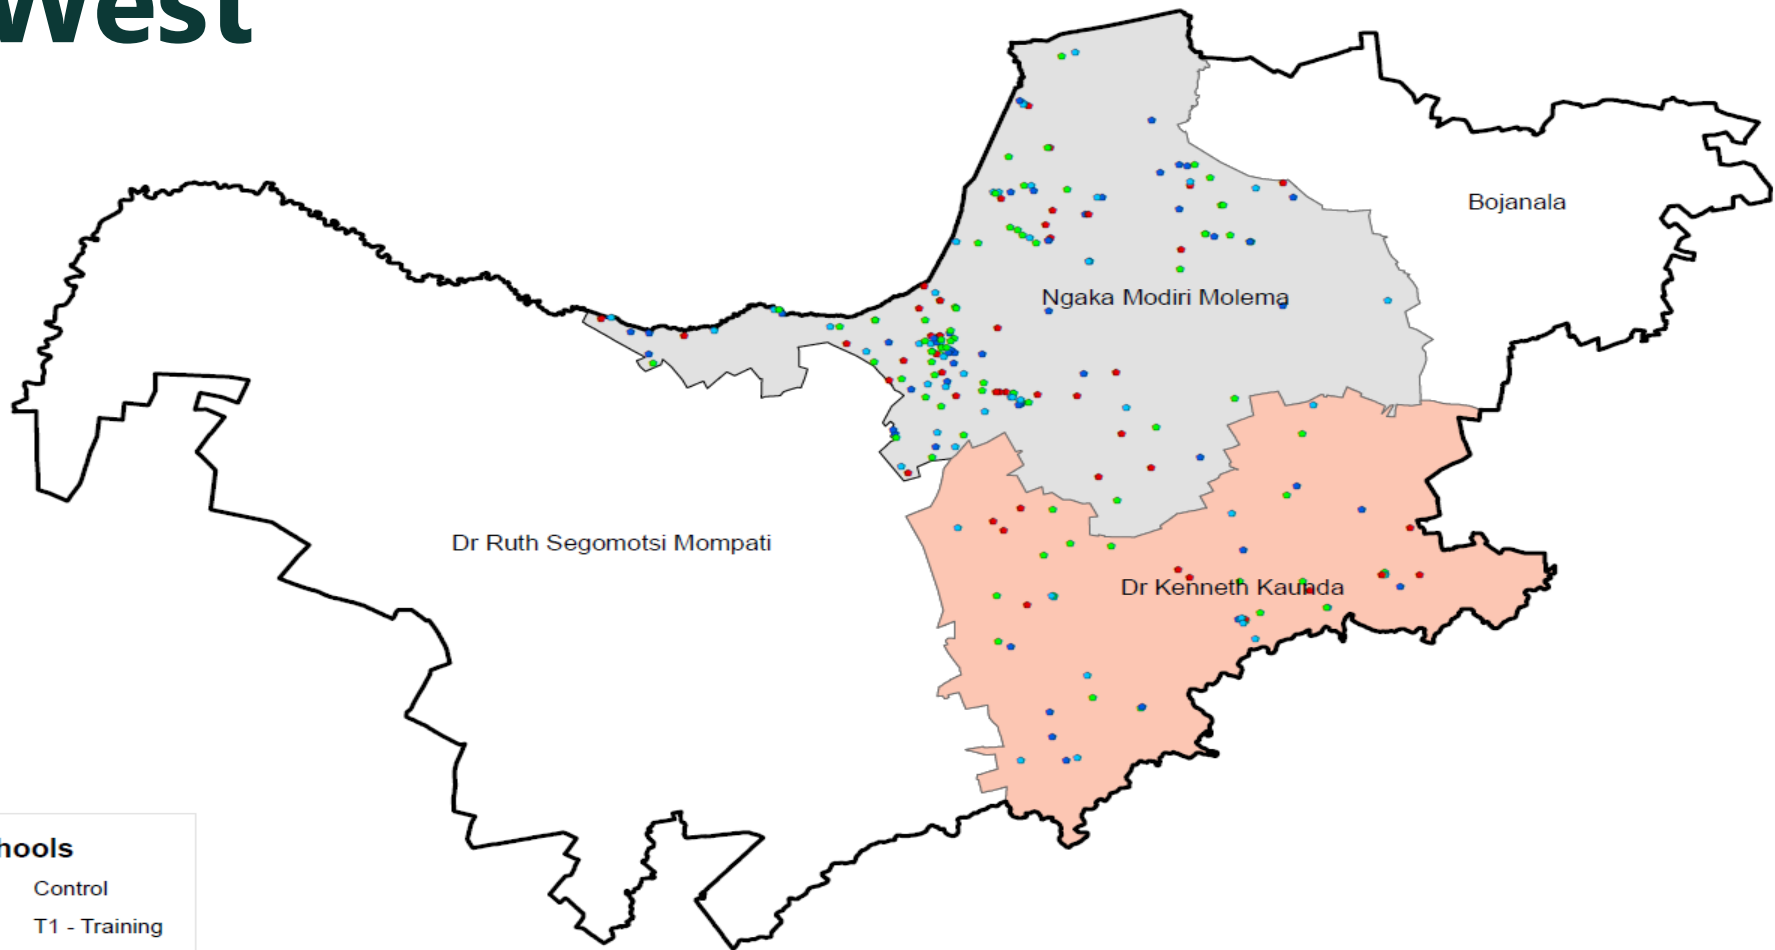 West
Bojanala
Ngaka Modiri Molema
Dr Ruth Segomotsi Mompati
Dr Kenneth Kaunda
hools
Control
T1 - Training